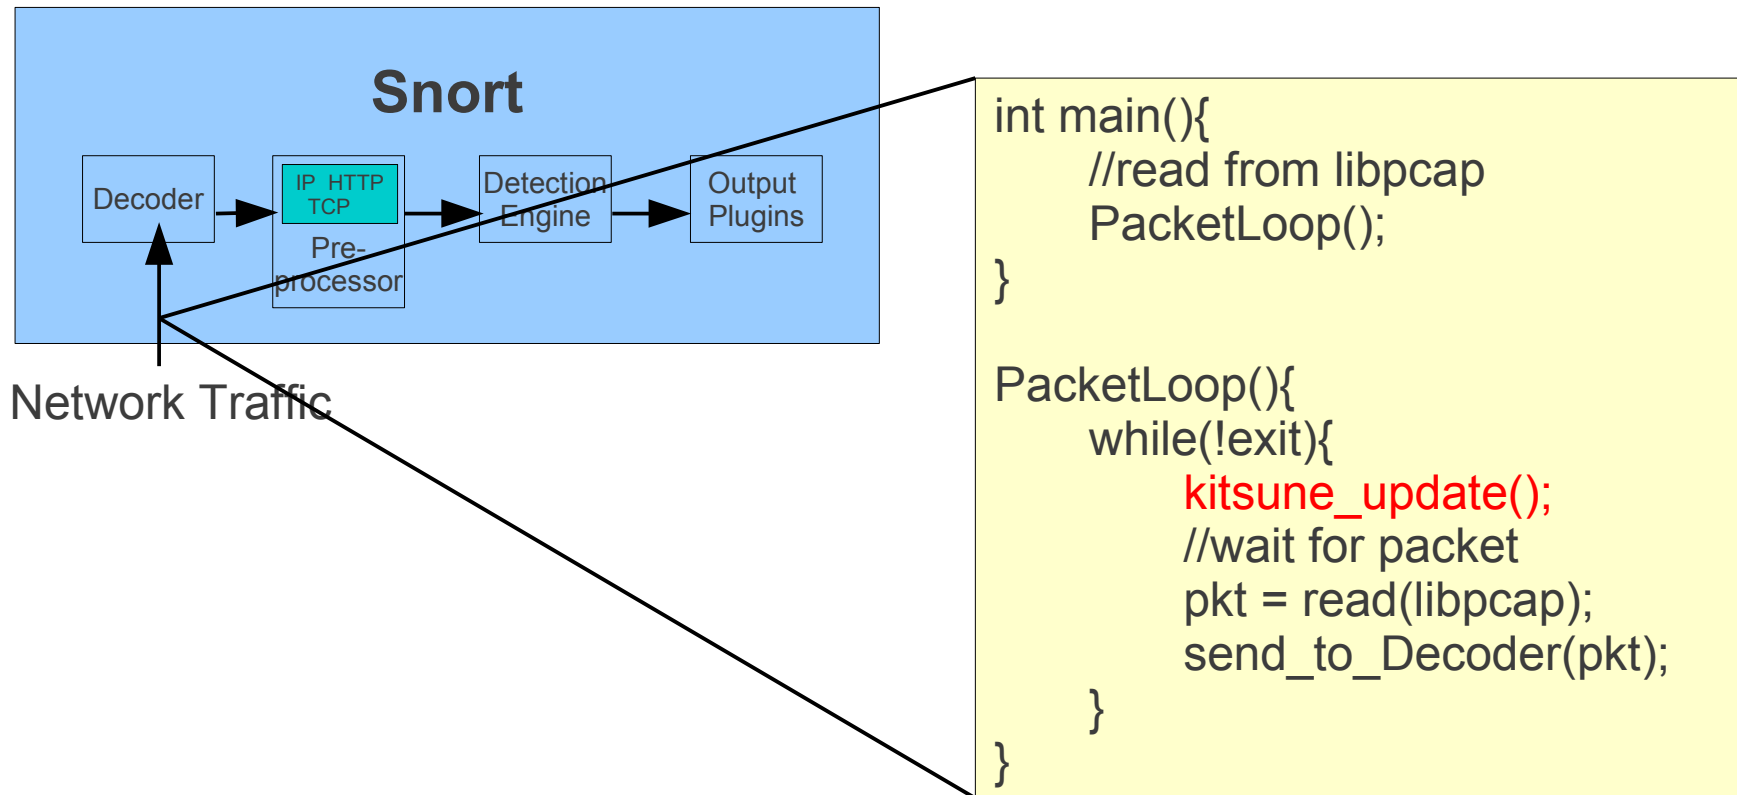 Snort
Decoder
IP HTTP
TCP
Pre-
processor
Detection
Engine
Output
Plugins
Network Traffic
int main(){
//read from libpcap
PacketLoop();
}
PacketLoop(){
while(!exit){
kitsune_update();
//wait for packet
pkt = read(libpcap);
send_to_Decoder(pkt);
}
}